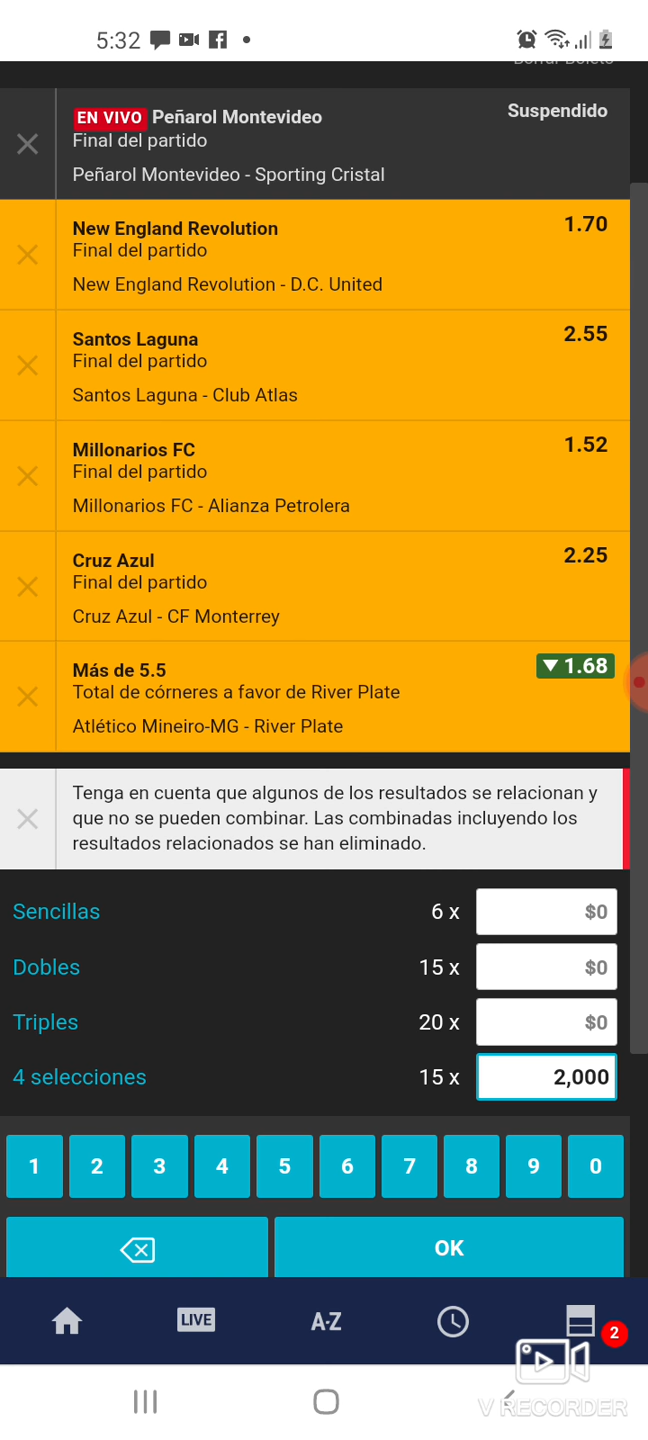 5:32
Borrar Boleto
EN VIVO Peñarol Montevideo Suspendido
Final del partido
Peñarol Montevideo - Sporting Cristal
New England Revolution 1.70
Final del partido
New England Revolution - D.C. United
Santos Laguna 2.55
Final del partido
Santos Laguna - Club Atlas
Millonarios FC 1.52
Final del partido
Millonarios FC - Alianza Petrolera
Cruz Azul 2.25
Final del partido
Cruz Azul - CF Monterrey
Más de 5.5 ▼ 1.68
Total de córneres a favor de River Plate
Atlético Mineiro-MG - River Plate
Tenga en cuenta que algunos de los resultados se relacionan y
que no se pueden combinar. Las combinadas incluyendo los
resultados relacionados se han eliminado.
Sencillas 6 x $0
Dobles 15 x $0
Triples 20 x $0
4 selecciones 15 x 2,000
1 2 3 4 5 6 7 8 9 0
OK
LIVE A-Z 2
V RECORDER